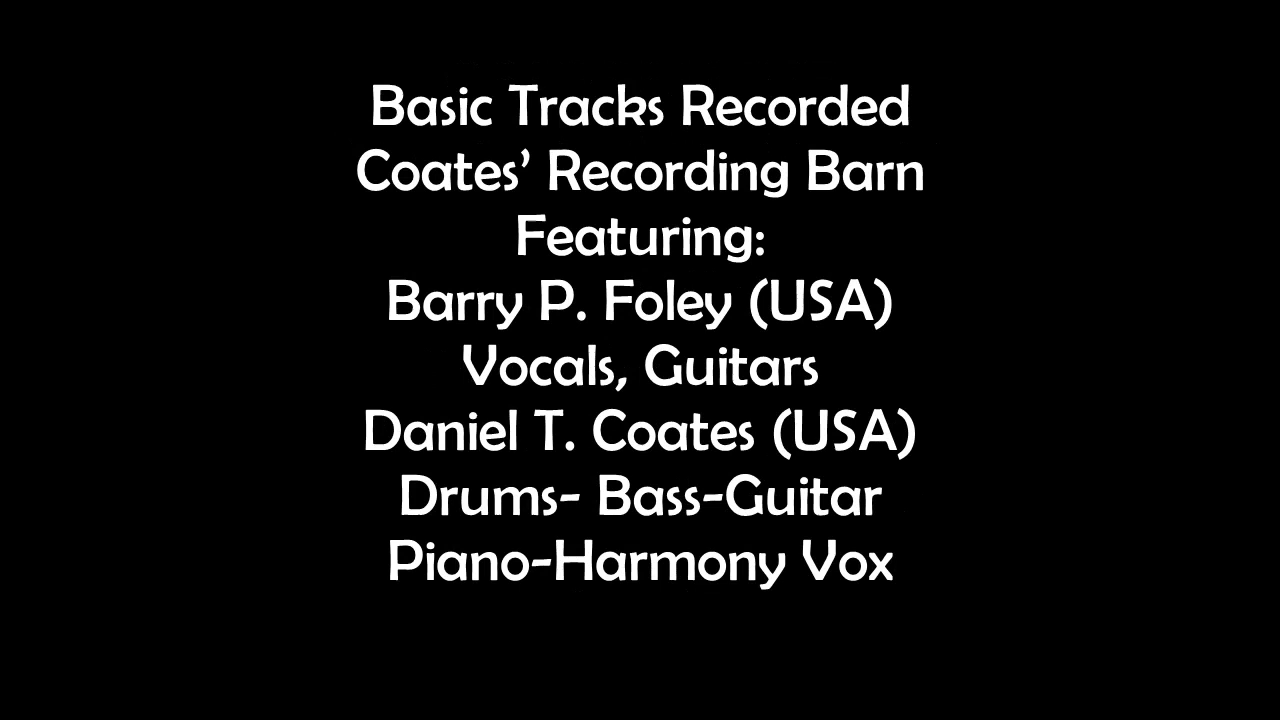 Basic Tracks Recorded
Coates’ Recording Barn
Featuring:
Barry P. Foley (USA)
Vocals, Guitars
Daniel T. Coates (USA)
Drums- Bass-Guitar
Piano-Harmony Vox